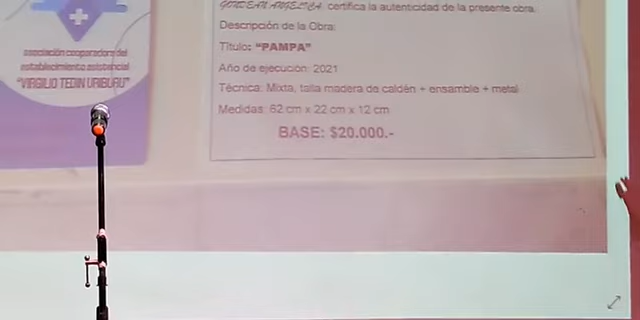 asociación cooperadora del
establecimiento asistencial
"VIRGILIO TEDIN URIBURU"
GONDEAN ANGELICA certifica la autenticidad de la presente obra.
Descripción de la Obra:
Título: "PAMPA"
Año de ejecución: 2021
Técnica: Mixta, talla madera de caldén + ensamble + metal
Medidas: 62 cm x 22 cm x 12 cm
BASE: $20.000.-